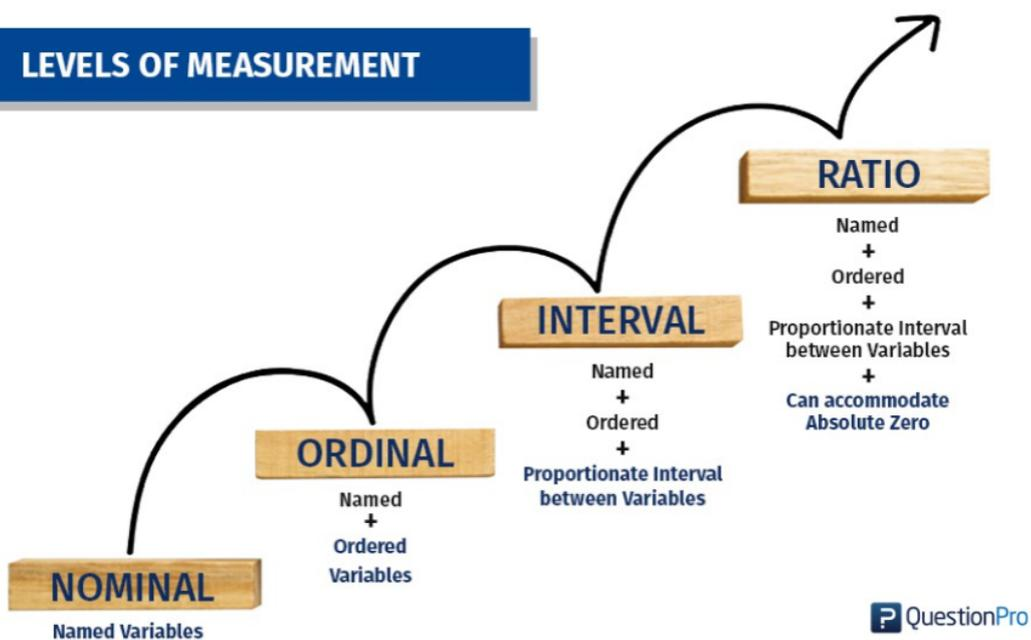 LEVELS OF MEASUREMENT
NOMINAL
Named Variables
ORDINAL
Named
+
Ordered
Variables
INTERVAL
Named
+
Ordered
+
Proportionate Interval
between Variables
RATIO
Named
+
Ordered
+
Proportionate Interval
between Variables
+
Can accommodate
Absolute Zero
? QuestionPro